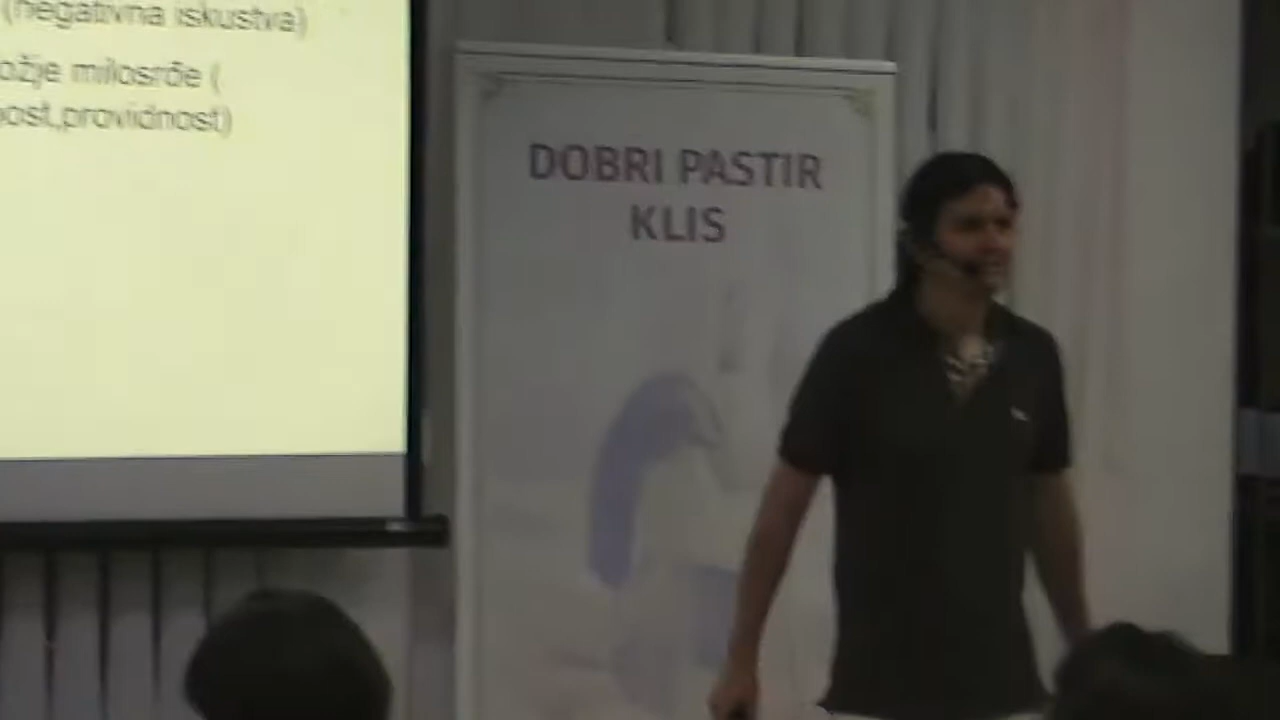 (negativna iskustva)
ožje milosrđe (
ost,providnost)
DOBRI PASTIR
KLIS